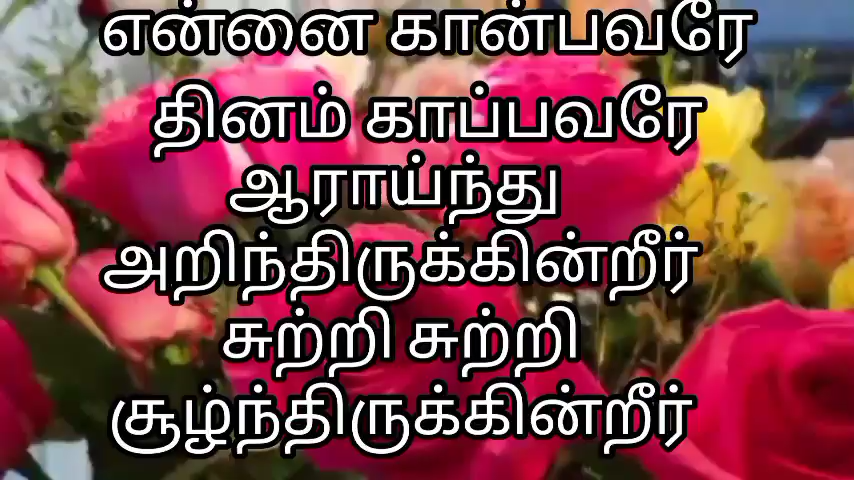 என்னை கான்பவரே
தினம் காப்பவரே
ஆராய்ந்து
அறிந்திருக்கின்றீர்
சுற்றி சுற்றி
சூழ்ந்திருக்கின்றீர்